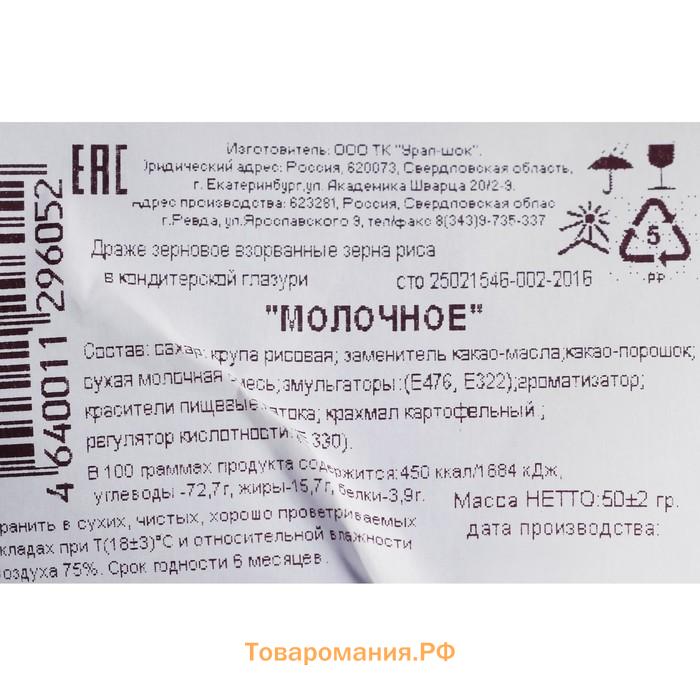 EAC
Изготовитель: ООО ТК "Урал-шок".
Юридический адрес: Россия, 620073, Свердловская область,
г. Екатеринбург,ул. Академика Шварца 20/2-9.
Адрес производства: 623281, Россия, Свердловская облас
г.Ревда, ул.Ярославского 9, тел/факс 8(343)9-735-337
Драже зерновое взорванные зерна риса
в кондитерской глазури сто 25021546-002-2016
5
PP
"МОЛОЧНОЕ"
Состав: сахар; крупа рисовая; заменитель какао-масла;какао-порошок;
сухая молочная смесь;эмульгаторы:(Е476, Е322);ароматизатор;
красители пищевые; патока; крахмал картофельный ;
регулятор кислотности:(Е330).
В 100 граммах продукта содержится:450 ккал/1684 кДж,
углеводы -72,7г, жиры-15,7г, белки-3,9г.
Масса НЕТТО:50±2 гр.
дата производства:
ранить в сухих, чистых, хорошо проветриваемых
кладах при Т(18±3)°С и относительной влажности
оздуха 75%. Срок годности 6 месяцев.
4 640011 296052
Товаромания.РФ